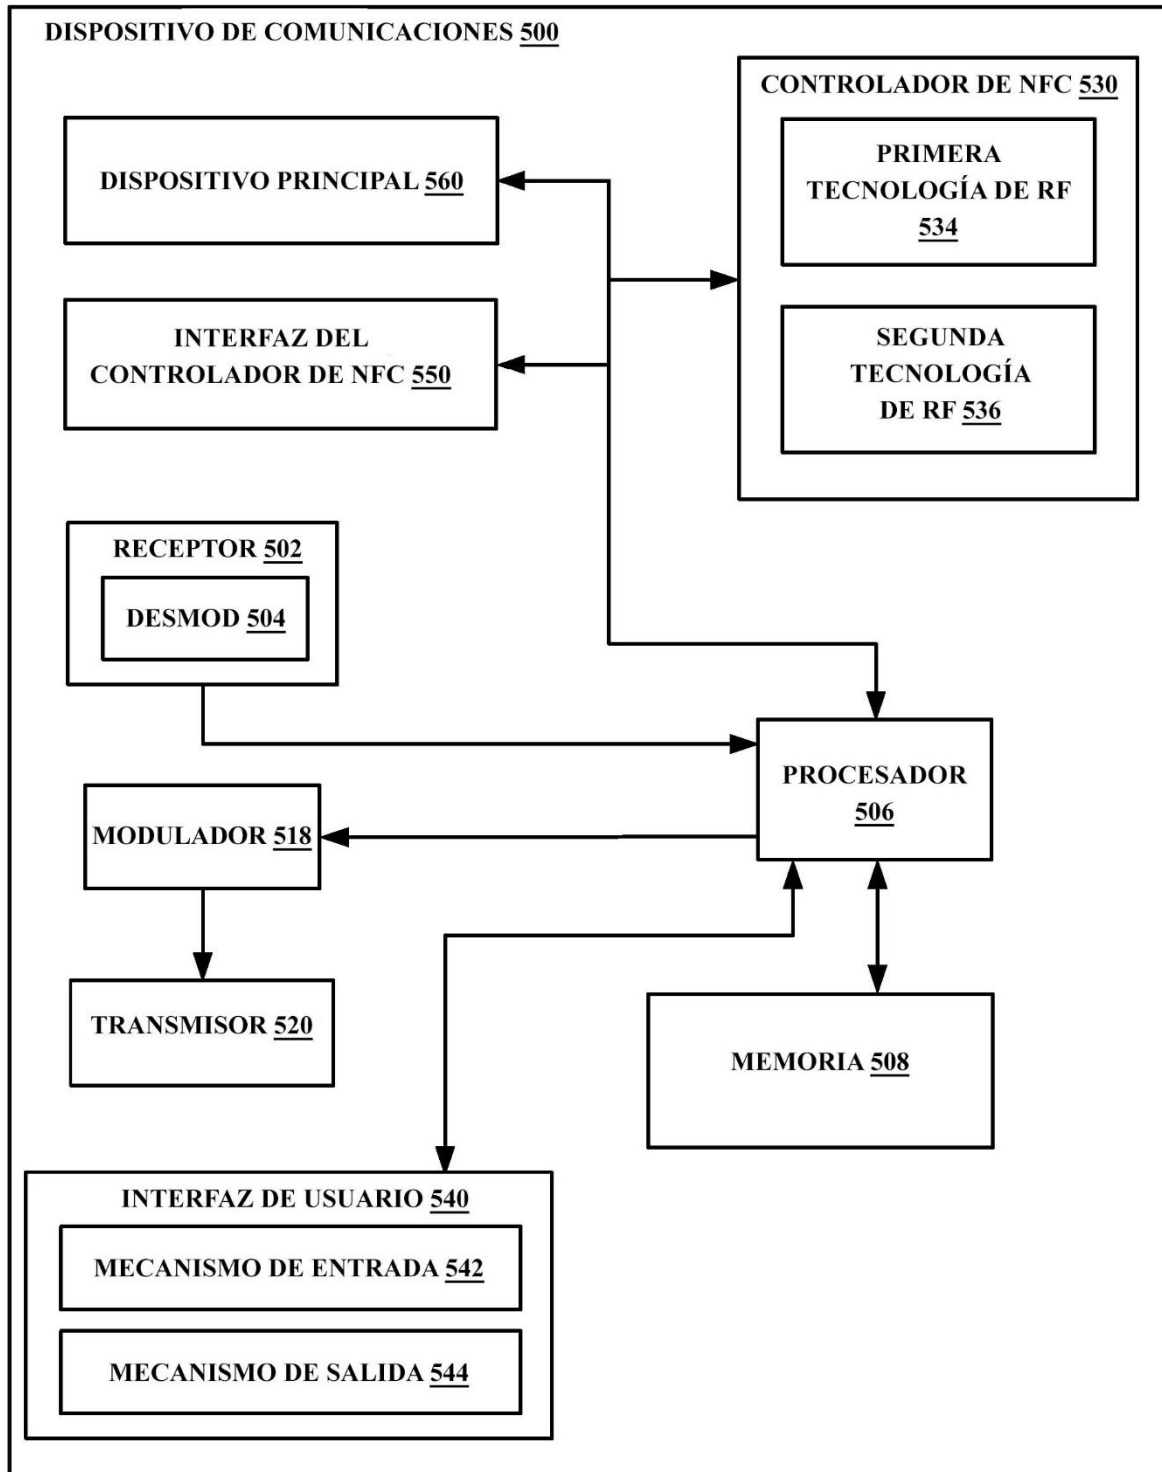 DISPOSITIVO DE COMUNICACIONES 500
CONTROLADOR DE NFC 530
PRIMERA
TECNOLOGÍA DE RF
534
SEGUNDA
TECNOLOGÍA
DE RF 536
DISPOSITIVO PRINCIPAL 560
INTERFAZ DEL
CONTROLADOR DE NFC 550
RECEPTOR 502
DESMOD 504
PROCESADOR
506
MODULADOR 518
TRANSMISOR 520
MEMORIA 508
INTERFAZ DE USUARIO 540
MECANISMO DE ENTRADA 542
MECANISMO DE SALIDA 544